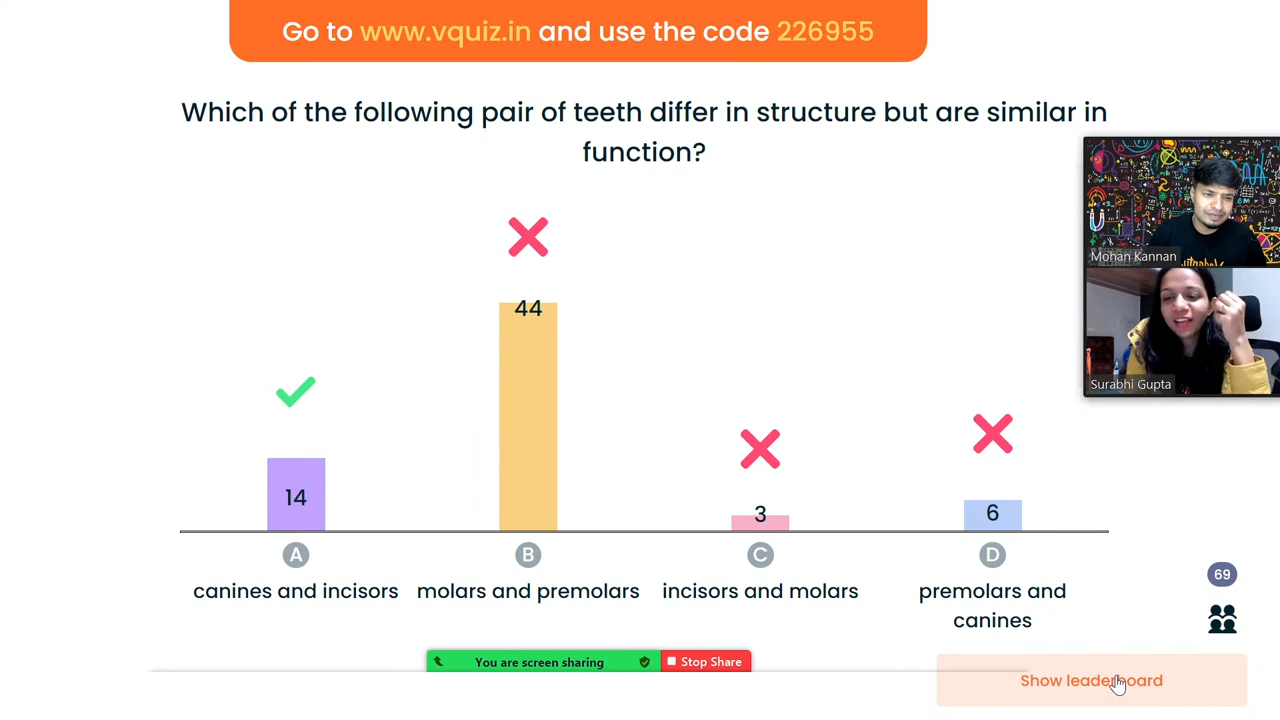 Go to www.vquiz.in and use the code 226955
Which of the following pair of teeth differ in structure but are similar in
function?
Mohan Kannan
Surabhi Gupta
44
14
3
6
A
B
C
D
canines and incisors
molars and premolars
incisors and molars
premolars and
canines
69
You are screen sharing
Stop Share
Show leaderboard